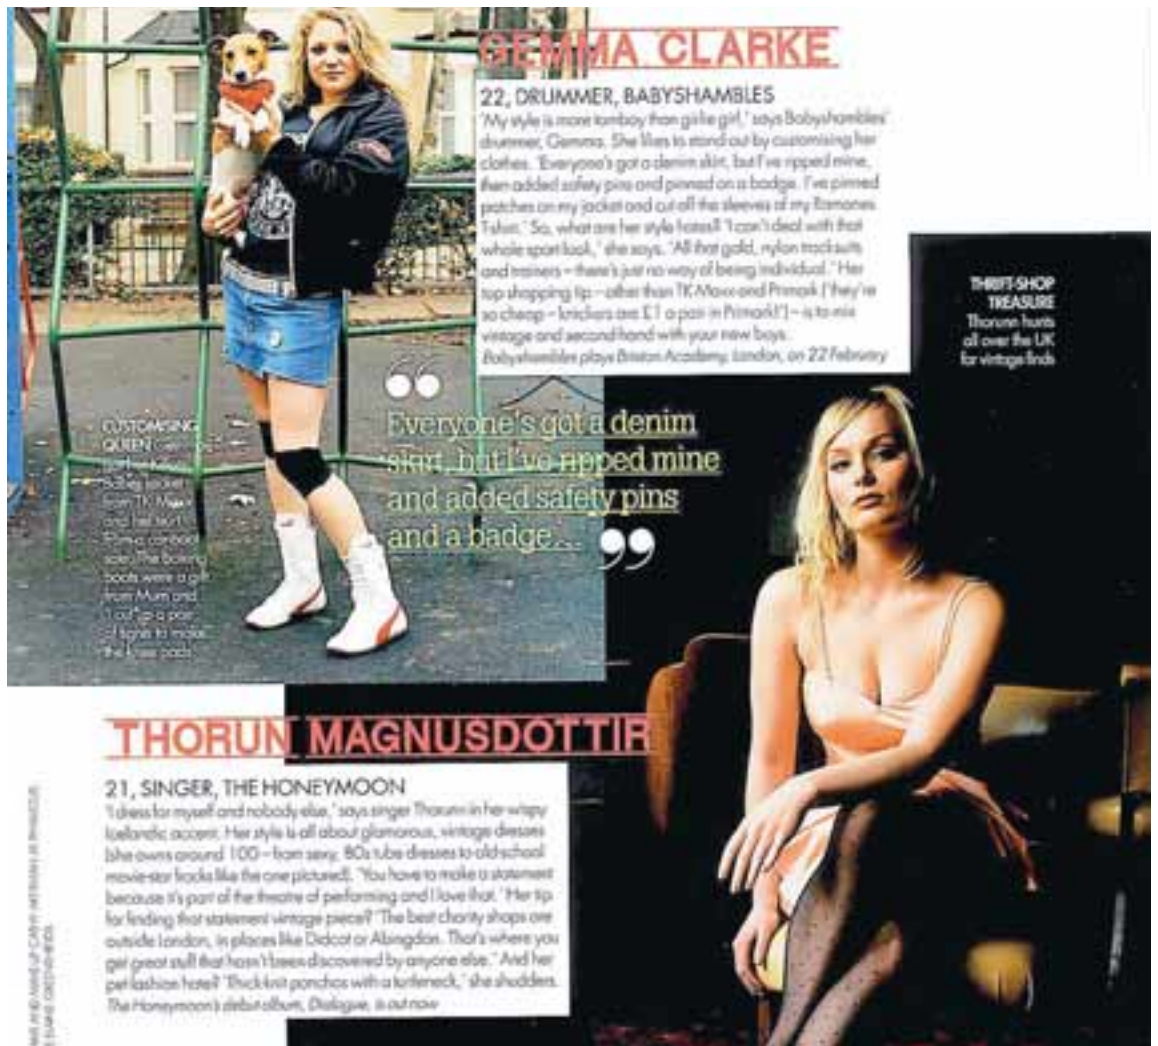 GEMMA CLARKE
22, DRUMMER, BABYSHAMBLES
'My style is more tomboy than girlie girl,' says Babyshambles'
drummer, Gemma. She likes to stand out by customising her
clothes. 'Everyone's got a denim skirt, but I've ripped mine,
then added safety pins and pinned on a badge. I've pinned
patches on my jacket and cut off the sleeves of my Ramones
T-shirt.' So, what are her style hates? 'I can't deal with that
whole sport look,' she says. 'All that gold, nylon tracksuits
and trainers – there's just no way of being individual.' Her
top shopping tip – other than TK Maxx and Primark ('they're
so cheap – knickers are £1 a pair in Primark!') – is to mix
vintage and second hand with your new buys.
Babyshambles plays Brixton Academy, London, on 22 February
THRIFT-SHOP
TREASURE
Thorunn hunts
all over the UK
for vintage finds
“
Everyone's got a denim
skirt, but I've ripped mine
and added safety pins
and a badge...
”
CUSTOMISING
QUEEN
jacket
from TK Maxx
and her skirt
The boxing
boots were a gift
from Mum and
'I cut up a pair
of tights to make
the knee pads'
THORUN MAGNUSDOTTIR
21, SINGER, THE HONEYMOON
'I dress for myself and nobody else,' says singer Thorunn in her wispy
Icelandic accent. Her style is all about glamorous, vintage dresses
(she owns around 100 – from sexy, 80s tube dresses to old-school
movie-star frocks like the one pictured). 'You have to make a statement
because it's part of the theatre of performing and I love that.' Her tip
for finding that statement vintage piece? 'The best charity shops are
outside London, in places like Didcot or Abingdon. That's where you
get great stuff that hasn't been discovered by anyone else.' And her
pet fashion hate? 'Thick-knit ponchos with a turtleneck,' she shudders.
The Honeymoon's debut album, Dialogue, is out now